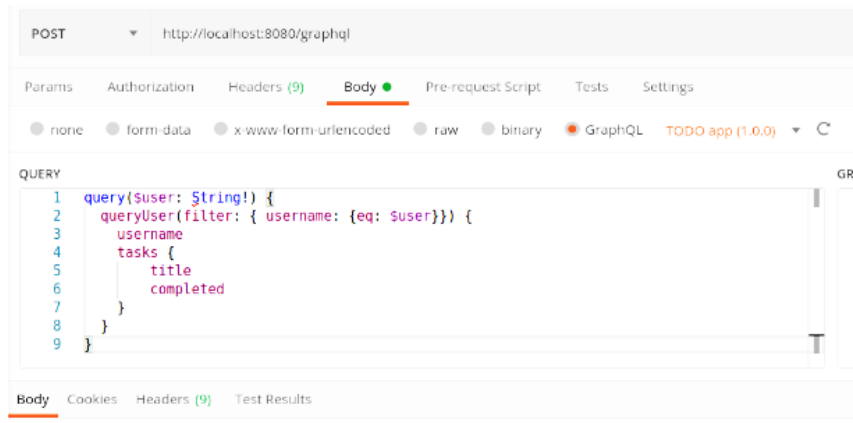 POST http://localhost:8080/graphql
Params Authorization Headers (9) Body Pre-request Script Tests Settings
none form-data x-www-form-urlencoded raw binary GraphQL TODO app (1.0.0)
QUERY GR
1 query($user: String!) {
2 queryUser(filter: { username: {eq: $user}}) {
3 username
4 tasks {
5 title
6 completed
7 }
8 }
9 }
Body Cookies Headers (9) Test Results